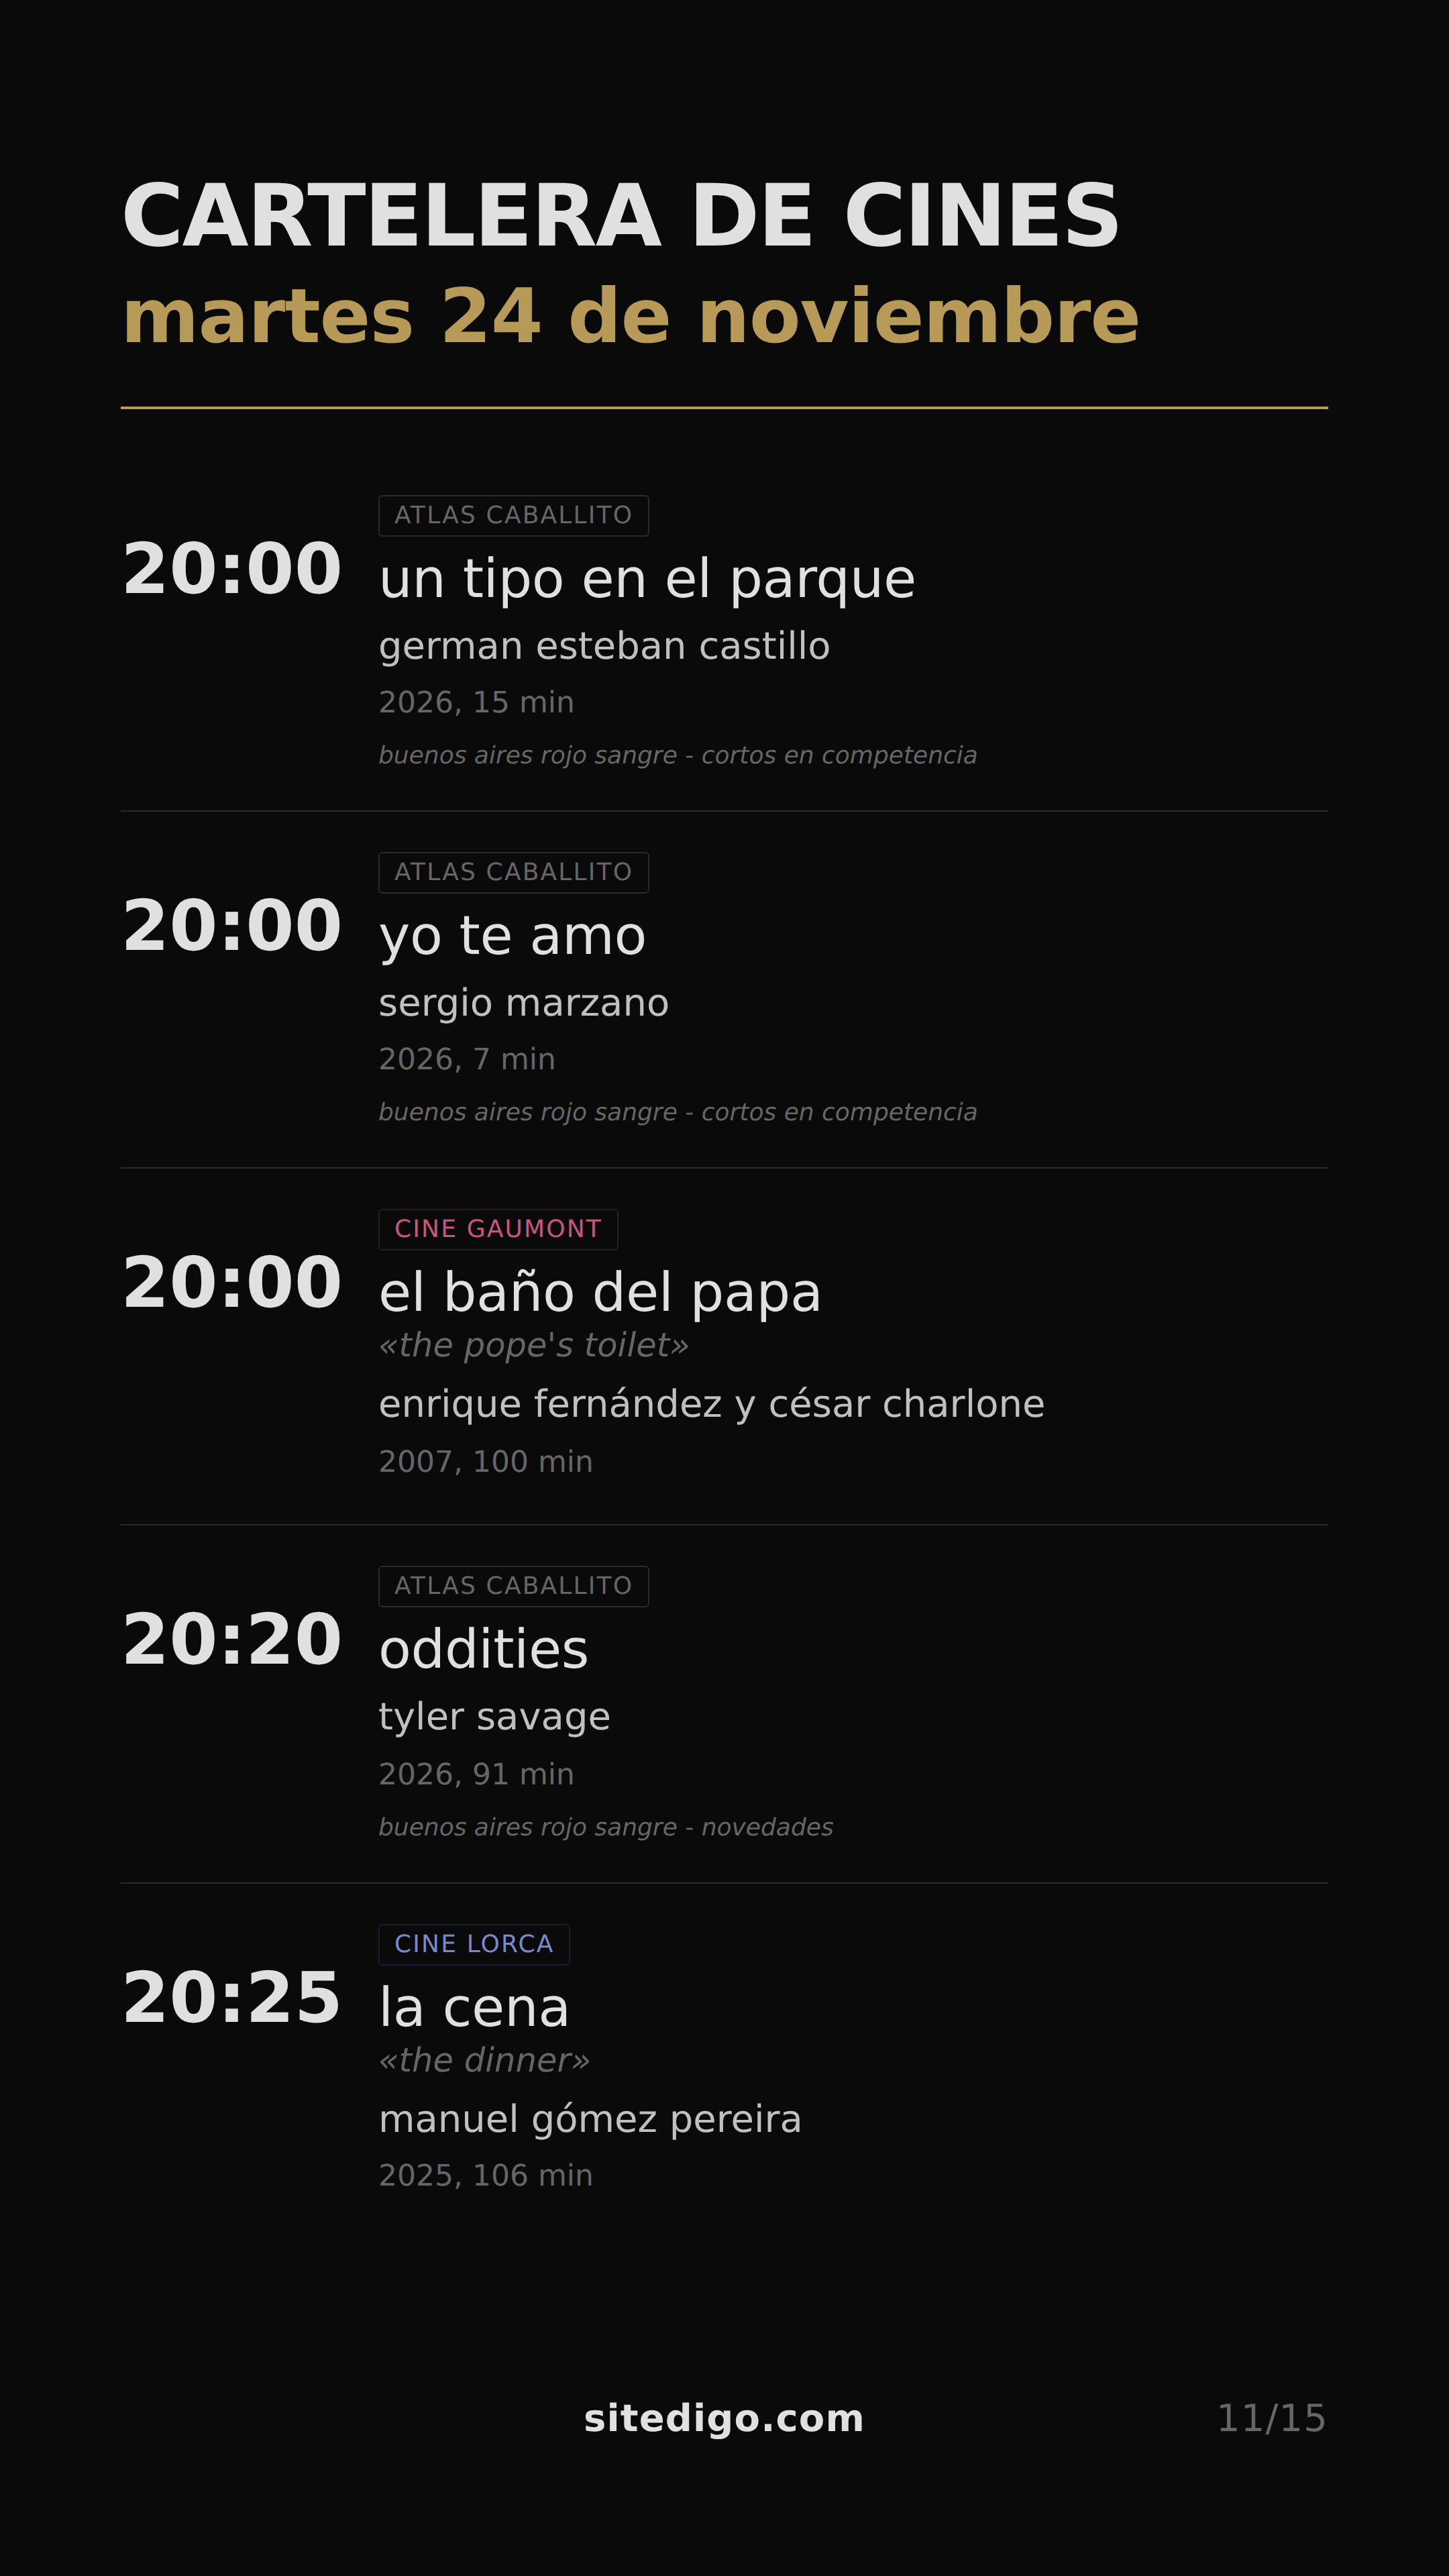 CARTELERA DE CINES
martes 24 de noviembre
ATLAS CABALLITO
20:00
un tipo en el parque
german esteban castillo
2026, 15 min
buenos aires rojo sangre - cortos en competencia
ATLAS CABALLITO
20:00
yo te amo
sergio marzano
2026, 7 min
buenos aires rojo sangre - cortos en competencia
CINE GAUMONT
20:00
el baño del papa
«the pope's toilet»
enrique fernández y césar charlone
2007, 100 min
ATLAS CABALLITO
20:20
oddities
tyler savage
2026, 91 min
buenos aires rojo sangre - novedades
CINE LORCA
20:25
la cena
«the dinner»
manuel gómez pereira
2025, 106 min
sitedigo.com
11/15